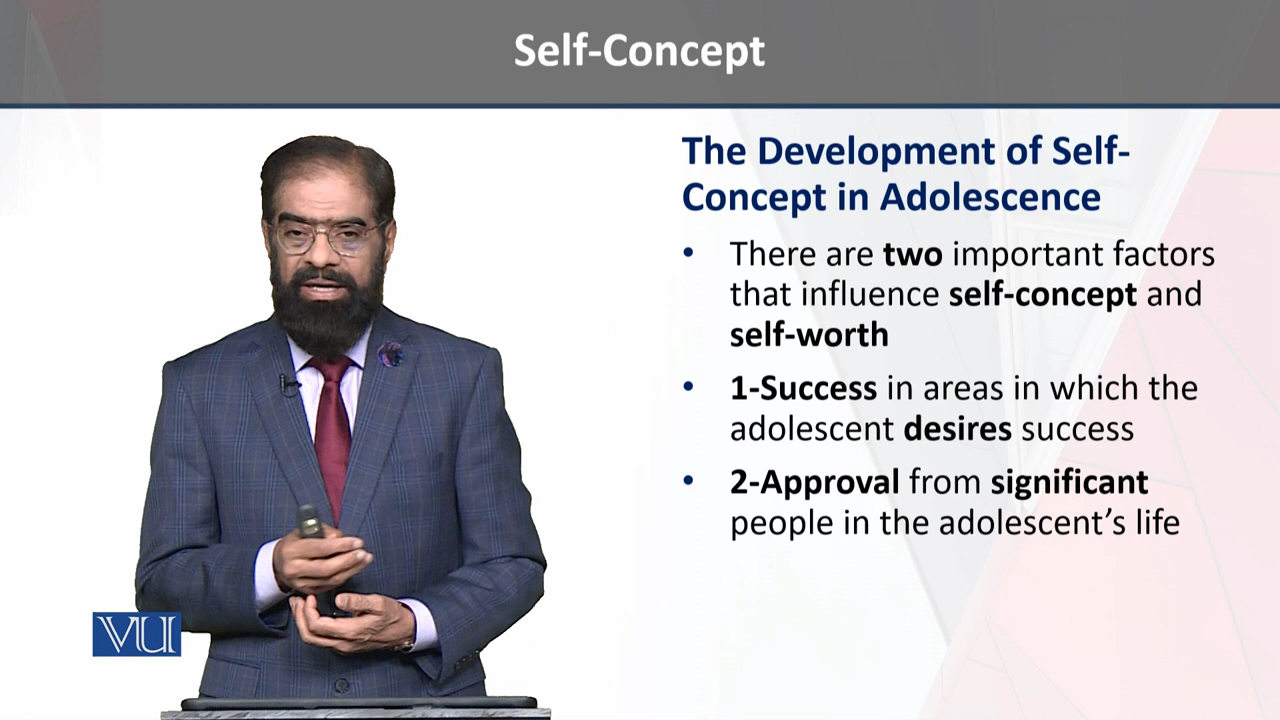 Self-Concept
The Development of Self-
Concept in Adolescence
• There are two important factors
that influence self-concept and
self-worth
• 1-Success in areas in which the
adolescent desires success
• 2-Approval from significant
people in the adolescent’s life
VU